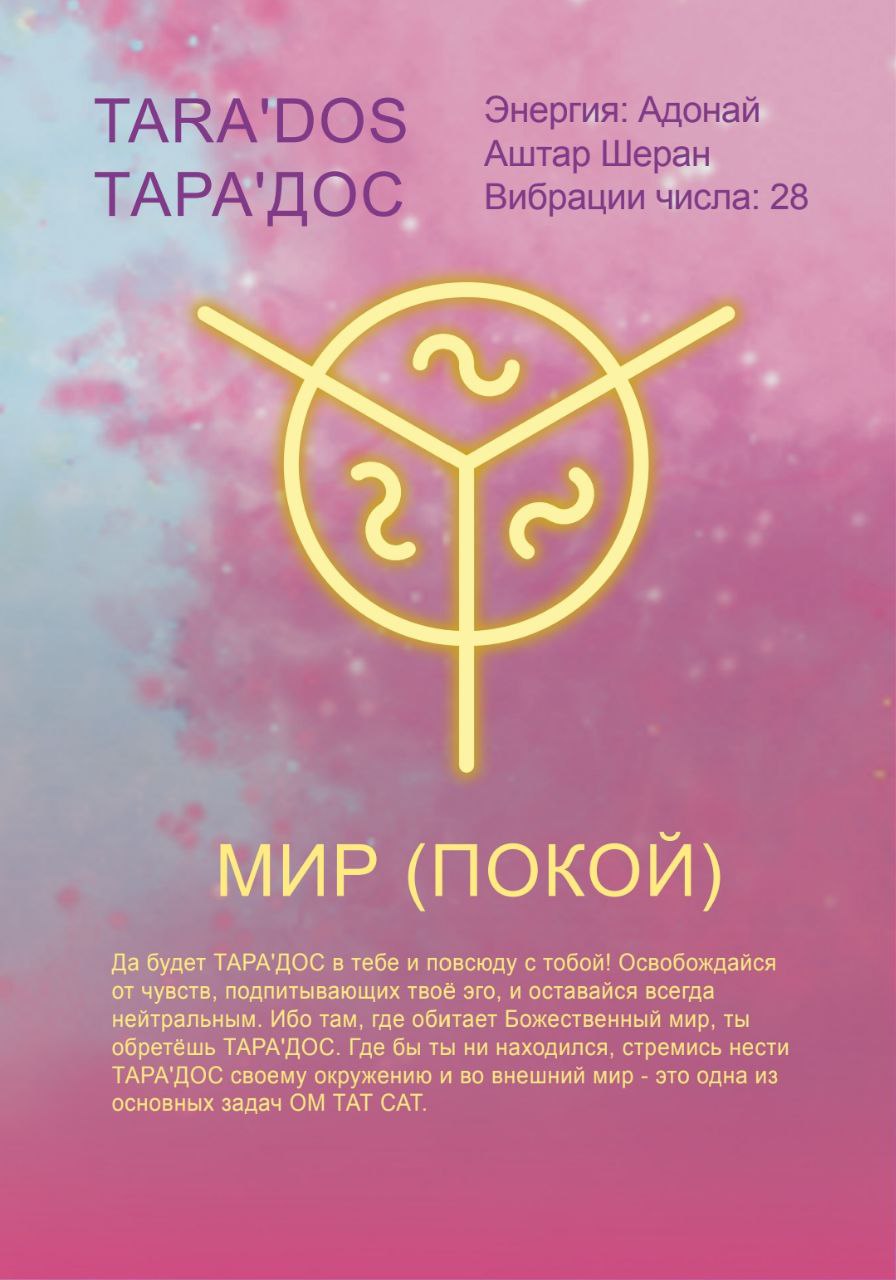 TARA'DOS
ТАРА'ДОС
Энергия: Адонай
Аштар Шеран
Вибрации числа: 28
МИР (ПОКОЙ)
Да будет ТАРА'ДОС в тебе и повсюду с тобой! Освобождайся
от чувств, подпитывающих твоё эго, и оставайся всегда
нейтральным. Ибо там, где обитает Божественный мир, ты
обретёшь ТАРА'ДОС. Где бы ты ни находился, стремись нести
ТАРА'ДОС своему окружению и во внешний мир - это одна из
основных задач ОМ ТАТ САТ.